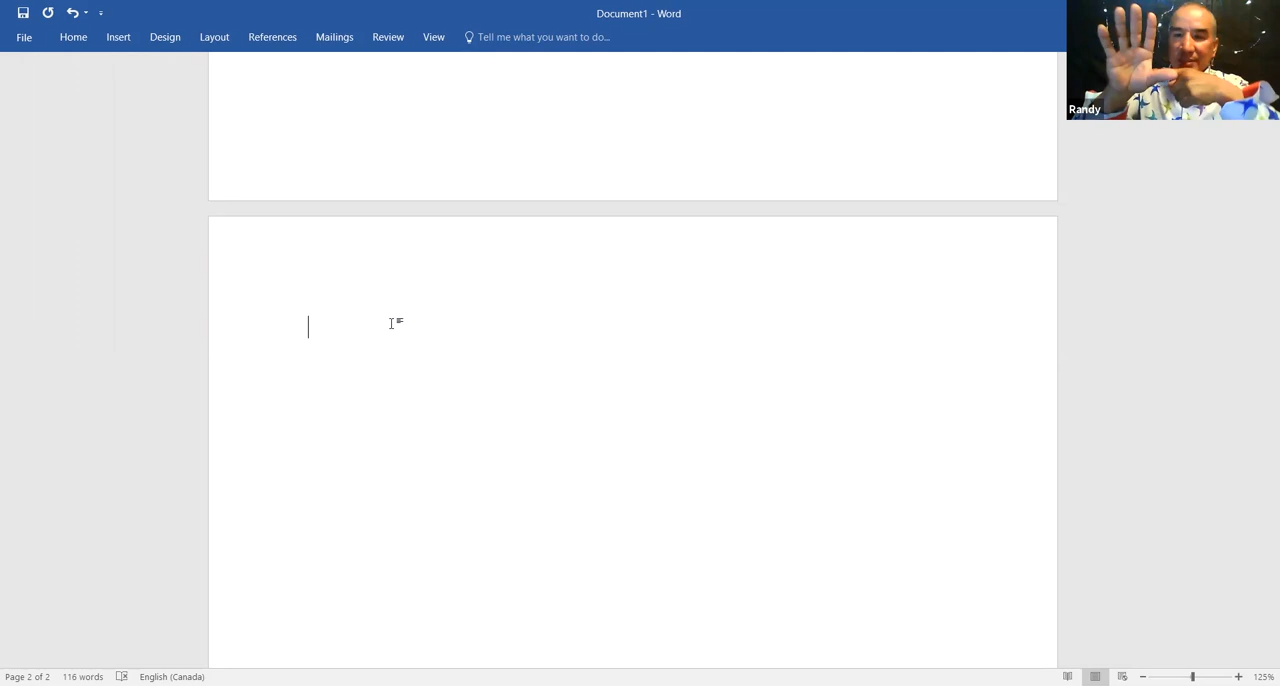 Document1 - Word
File Home Insert Design Layout References Mailings Review View Tell me what you want to do...
Randy
Page 2 of 2 116 words English (Canada) 125%